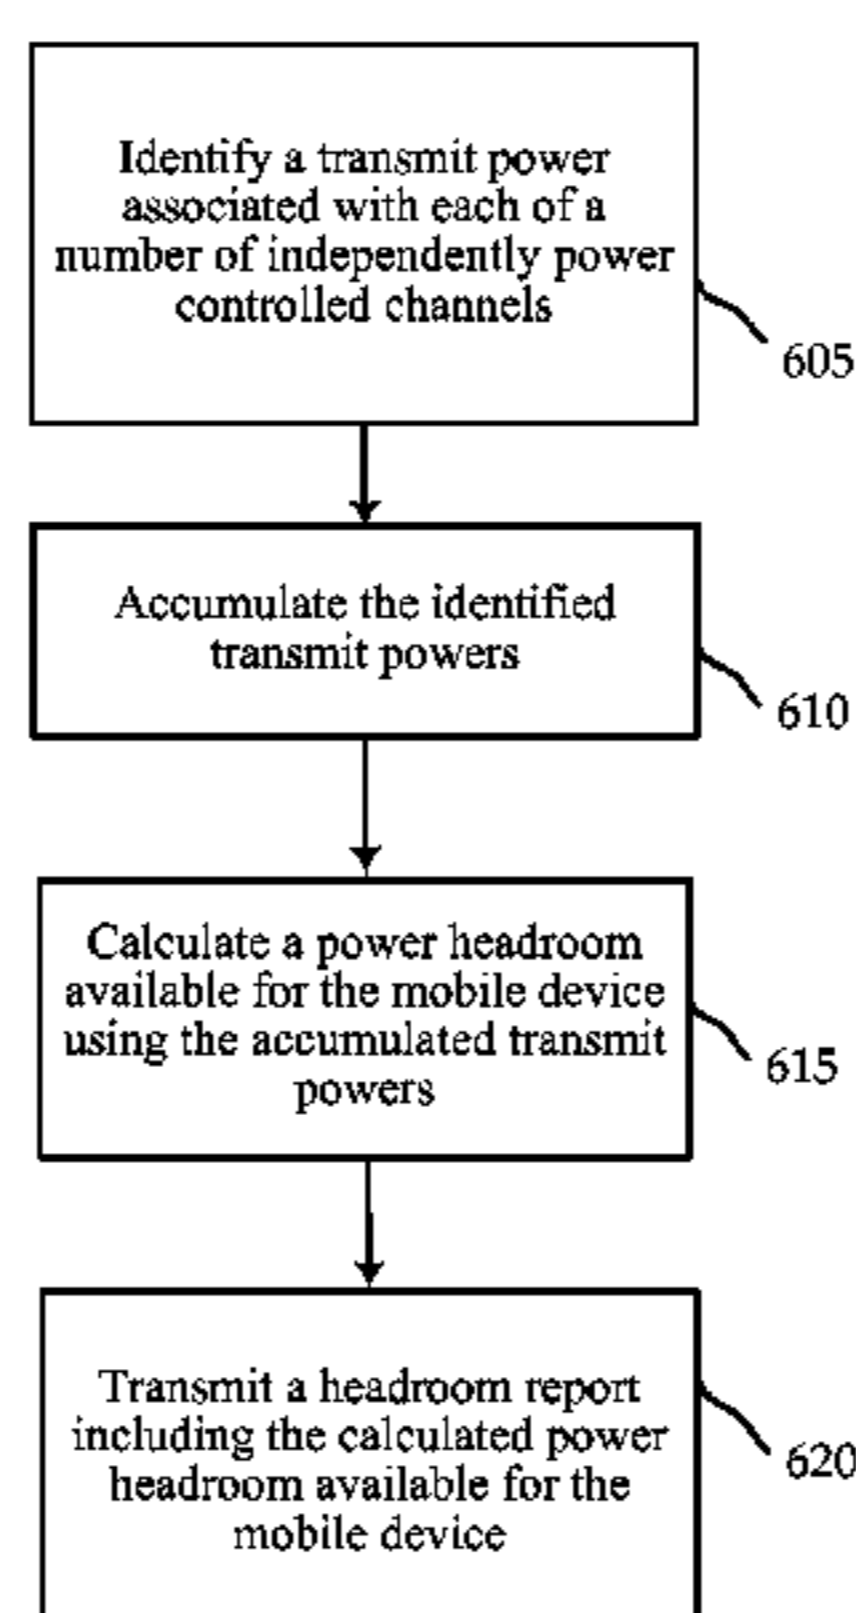 Identify a transmit power
associated with each of a
number of independently power
controlled channels
605
Accumulate the identified
transmit powers
610
Calculate a power headroom
available for the mobile device
using the accumulated transmit
powers
615
Transmit a headroom report
including the calculated power
headroom available for the
mobile device
620